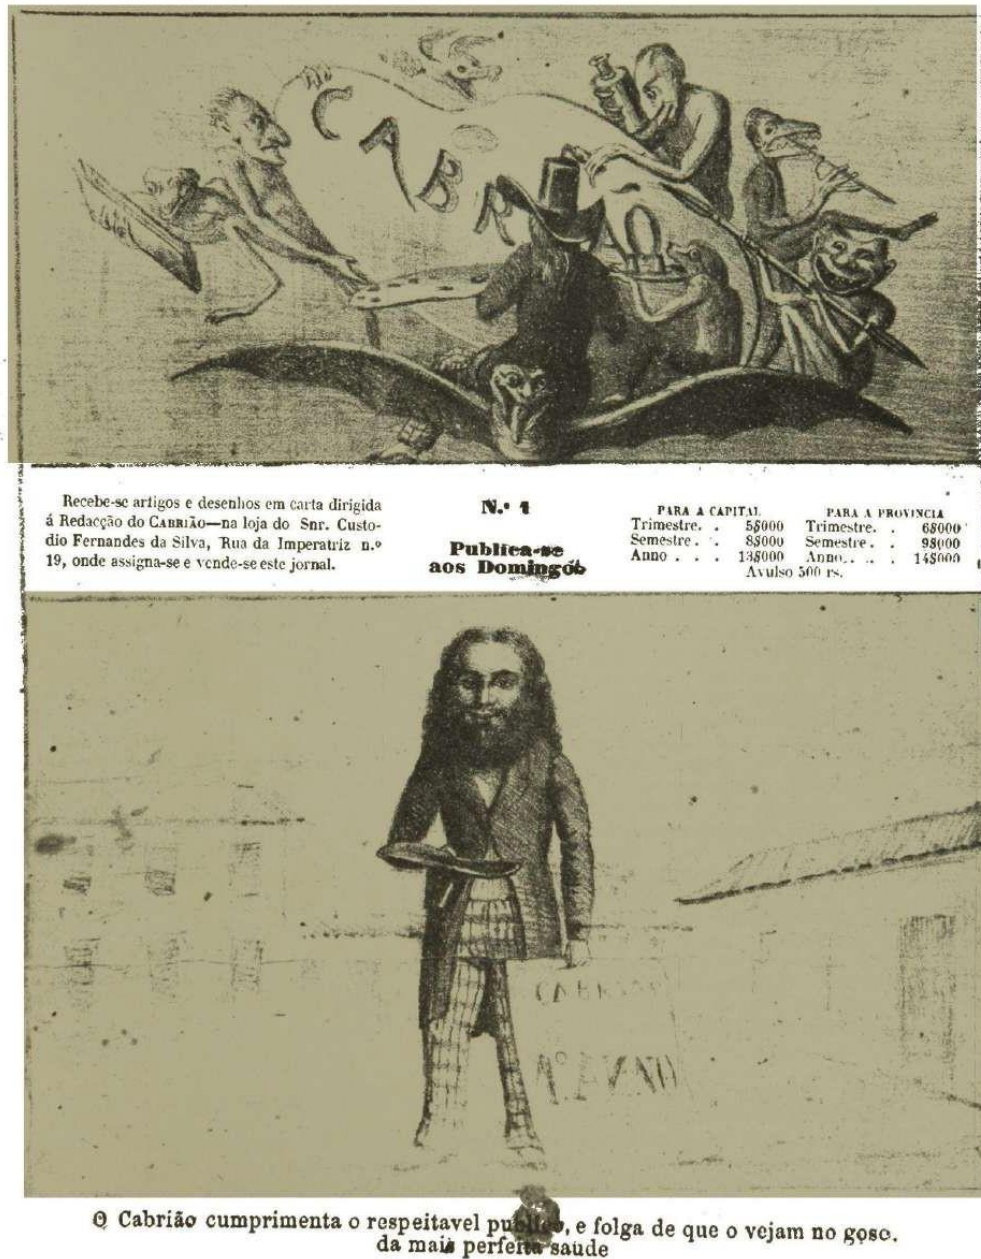 CABR
Recebe-se artigos e desenhos em carta dirigida
á Redacção do CABRIÃO—na loja do Snr. Custo-
dio Fernandes da Silva, Rua da Imperatriz n.º
19, onde assigna-se e vende-se este jornal.
N.º 1
Publica-se
aos Domingos
PARA A CAPITAL
Trimestre. . 5$000
Semestre. . 8$000
Anno . . . 13$000
PARA A PROVINCIA
Trimestre. . 6$000
Semestre. . 9$000
Anno. . . . 14$000
Avulso 500 rs.
CABRIÃO
O Cabrião cumprimenta o respeitavel publico, e folga de que o vejam no goso.
da mais perfeita saude